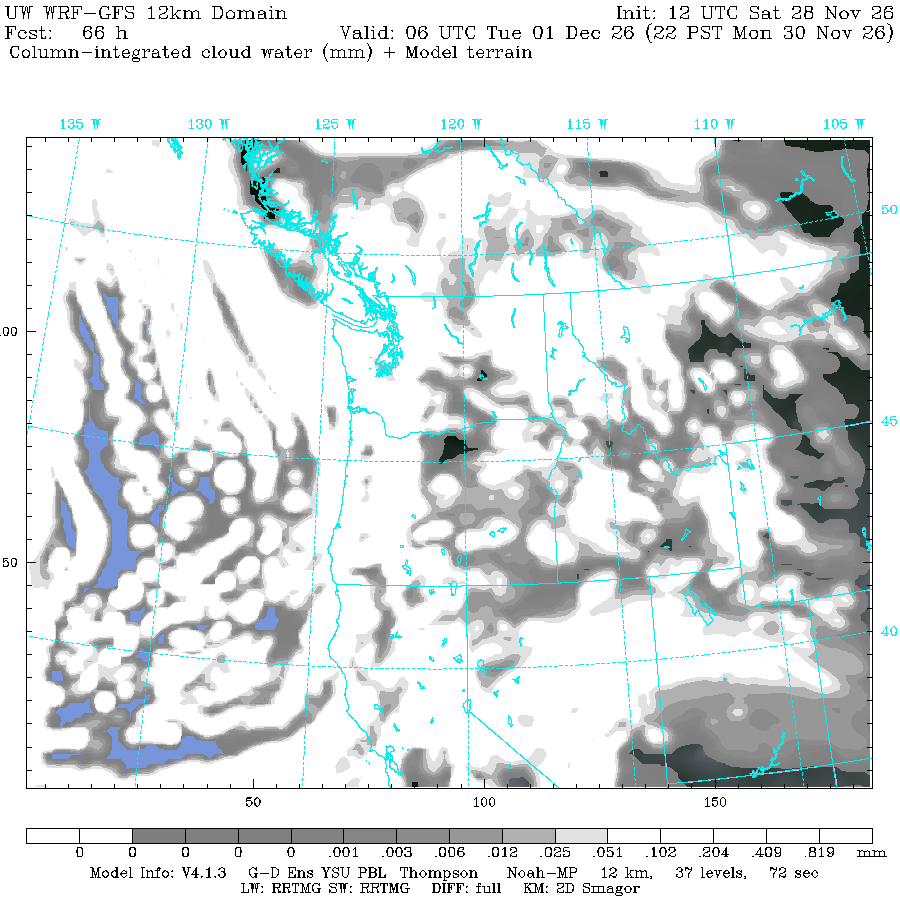 UW WRF-GFS 12km Domain Init: 12 UTC Sat 28 Nov 26
Fcst: 66 h Valid: 06 UTC Tue 01 Dec 26 (22 PST Mon 30 Nov 26)
Column-integrated cloud water (mm) + Model terrain
135 W 130 W 125 W 120 W 115 W 110 W 105 W
50
00
45
50
40
50 100 150
0 0 0 0 0 .001 .003 .006 .012 .025 .051 .102 .204 .409 .819 mm
Model Info: V4.1.3 G-D Ens YSU PBL Thompson Noah-MP 12 km, 37 levels, 72 sec
LW: RRTMG SW: RRTMG DIFF: full KM: 2D Smagor